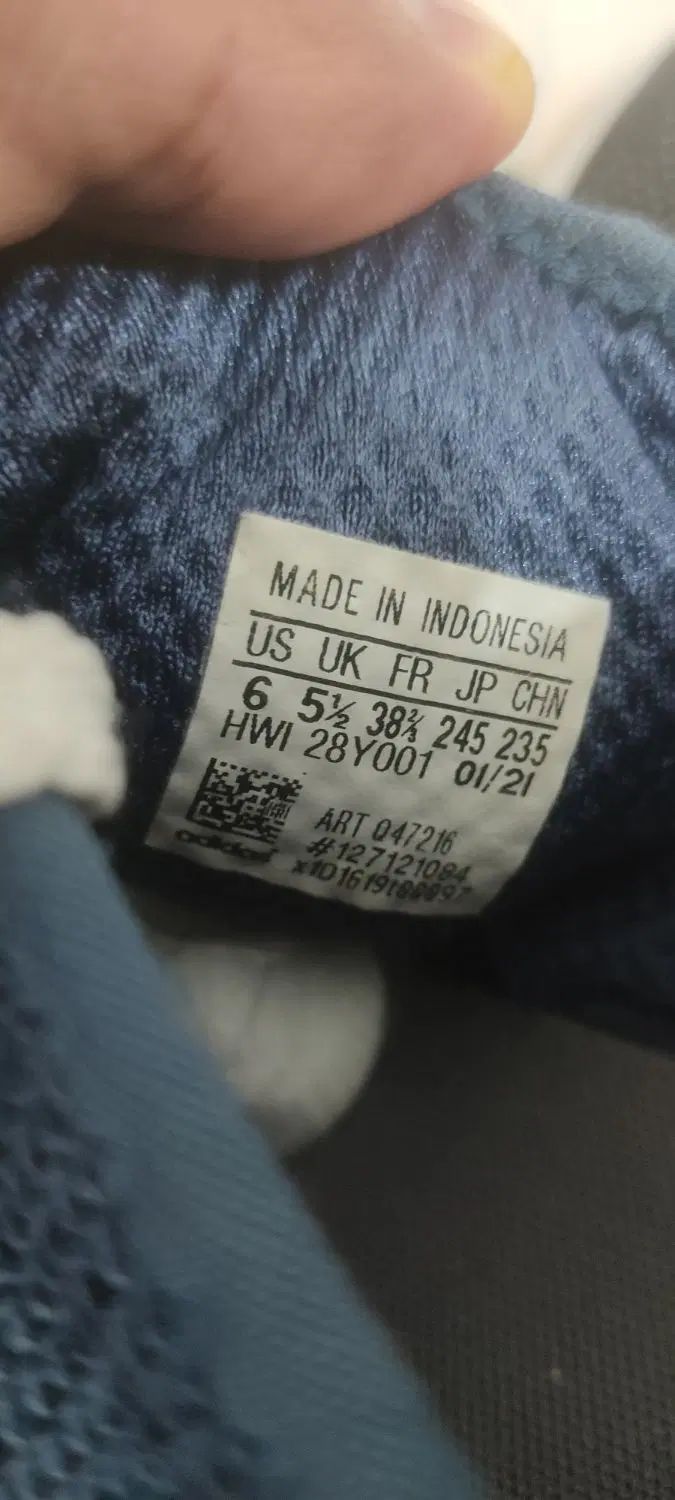 MADE IN INDONESIA
US UK FR JP CHN
6 5½ 38⅔ 245 235
HWI 28Y001 01/21
ART Q47216
#127121084
adidas